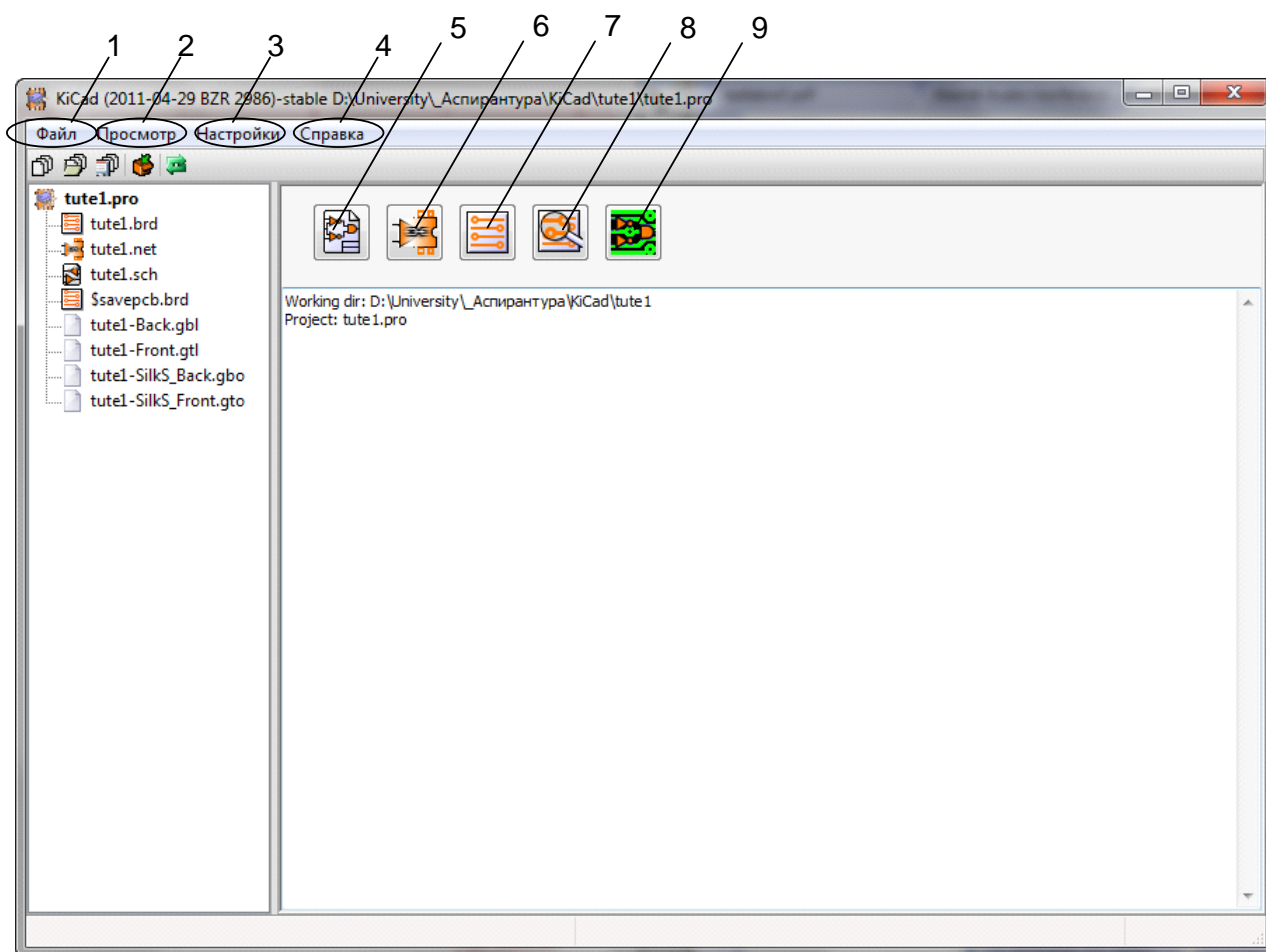 1 2 3 4 5 6 7 8 9
KiCad (2011-04-29 BZR 2986)-stable D:\University\_Аспирантура\KiCad\tute1\tute1.pro
Файл Просмотр Настройки Справка
tute1.pro
tute1.brd
tute1.net
tute1.sch
$savepcb.brd
tute1-Back.gbl
tute1-Front.gtl
tute1-SilkS_Back.gbo
tute1-SilkS_Front.gto
Working dir: D:\University\_Аспирантура\KiCad\tute1
Project: tute1.pro